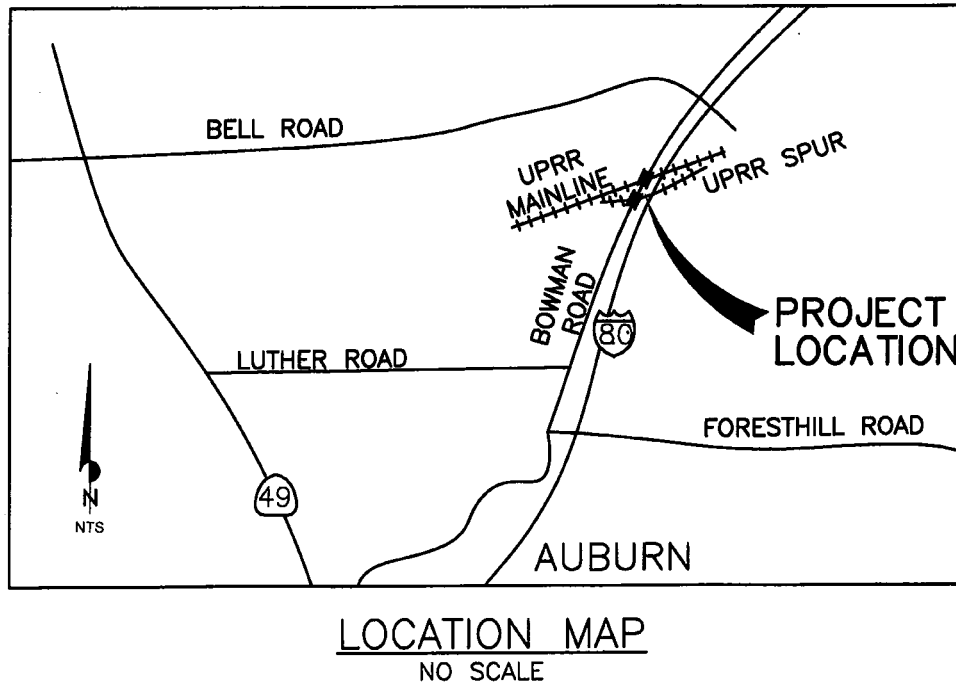 BELL ROAD
UPRR
MAINLINE
UPRR SPUR
BOWMAN
ROAD
80
PROJECT
LOCATION
LUTHER ROAD
FORESTHILL ROAD
49
N
NTS
AUBURN
LOCATION MAP
NO SCALE